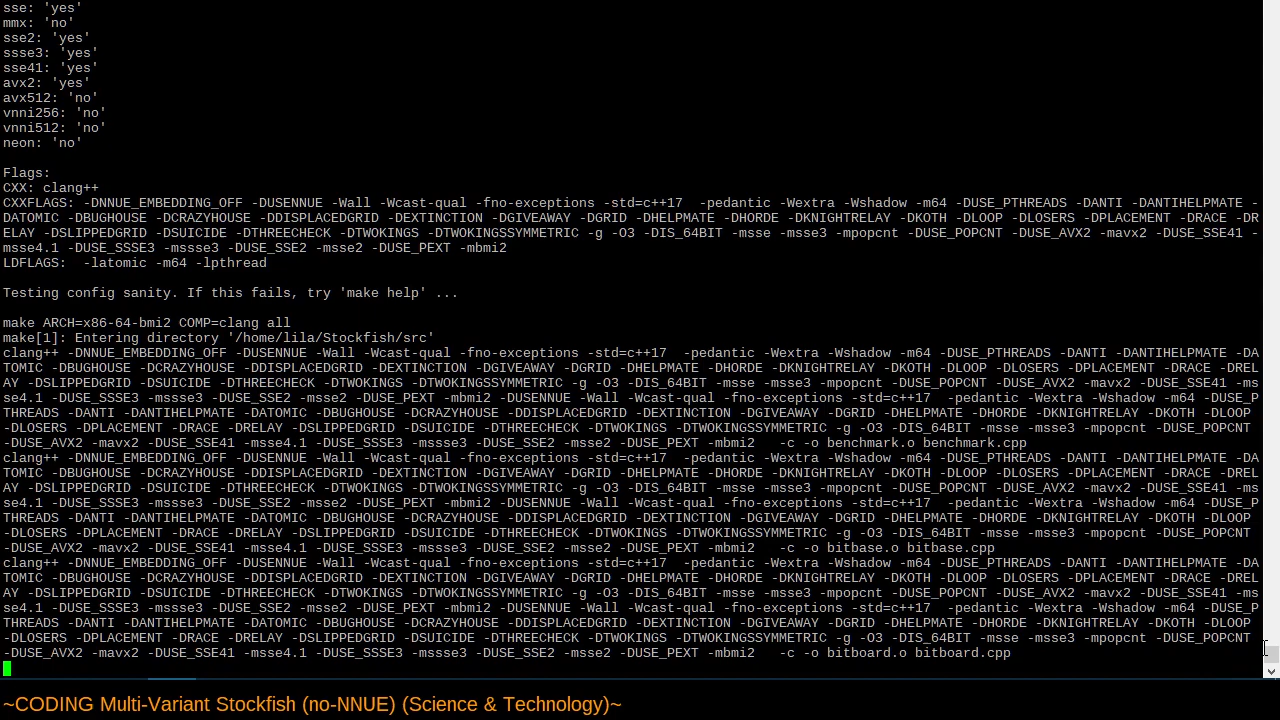 sse: 'yes'
mmx: 'no'
sse2: 'yes'
ssse3: 'yes'
sse41: 'yes'
avx2: 'yes'
avx512: 'no'
vnni256: 'no'
vnni512: 'no'
neon: 'no'
Flags:
CXX: clang++
CXXFLAGS: -DNNUE_EMBEDDING_OFF -DUSENNUE -Wall -Wcast-qual -fno-exceptions -std=c++17  -pedantic -Wextra -Wshadow -m64 -DUSE_PTHREADS -DANTI -DANTIHELPMATE -
DATOMIC -DBUGHOUSE -DCRAZYHOUSE -DDISPLACEDGRID -DEXTINCTION -DGIVEAWAY -DGRID -DHELPMATE -DHORDE -DKNIGHTRELAY -DKOTH -DLOOP -DLOSERS -DPLACEMENT -DRACE -DR
ELAY -DSLIPPEDGRID -DSUICIDE -DTHREECHECK -DTWOKINGS -DTWOKINGSSYMMETRIC -g -O3 -DIS_64BIT -msse -msse3 -mpopcnt -DUSE_POPCNT -DUSE_AVX2 -mavx2 -DUSE_SSE41 -
msse4.1 -DUSE_SSSE3 -mssse3 -DUSE_SSE2 -msse2 -DUSE_PEXT -mbmi2
LDFLAGS:  -latomic -m64 -lpthread
Testing config sanity. If this fails, try 'make help' ...
make ARCH=x86-64-bmi2 COMP=clang all
make[1]: Entering directory '/home/lila/Stockfish/src'
clang++ -DNNUE_EMBEDDING_OFF -DUSENNUE -Wall -Wcast-qual -fno-exceptions -std=c++17  -pedantic -Wextra -Wshadow -m64 -DUSE_PTHREADS -DANTI -DANTIHELPMATE -DA
TOMIC -DBUGHOUSE -DCRAZYHOUSE -DDISPLACEDGRID -DEXTINCTION -DGIVEAWAY -DGRID -DHELPMATE -DHORDE -DKNIGHTRELAY -DKOTH -DLOOP -DLOSERS -DPLACEMENT -DRACE -DREL
AY -DSLIPPEDGRID -DSUICIDE -DTHREECHECK -DTWOKINGS -DTWOKINGSSYMMETRIC -g -O3 -DIS_64BIT -msse -msse3 -mpopcnt -DUSE_POPCNT -DUSE_AVX2 -mavx2 -DUSE_SSE41 -ms
se4.1 -DUSE_SSSE3 -mssse3 -DUSE_SSE2 -msse2 -DUSE_PEXT -mbmi2 -DUSENNUE -Wall -Wcast-qual -fno-exceptions -std=c++17  -pedantic -Wextra -Wshadow -m64 -DUSE_P
THREADS -DANTI -DANTIHELPMATE -DATOMIC -DBUGHOUSE -DCRAZYHOUSE -DDISPLACEDGRID -DEXTINCTION -DGIVEAWAY -DGRID -DHELPMATE -DHORDE -DKNIGHTRELAY -DKOTH -DLOOP
-DLOSERS -DPLACEMENT -DRACE -DRELAY -DSLIPPEDGRID -DSUICIDE -DTHREECHECK -DTWOKINGS -DTWOKINGSSYMMETRIC -g -O3 -DIS_64BIT -msse -msse3 -mpopcnt -DUSE_POPCNT
-DUSE_AVX2 -mavx2 -DUSE_SSE41 -msse4.1 -DUSE_SSSE3 -mssse3 -DUSE_SSE2 -msse2 -DUSE_PEXT -mbmi2   -c -o benchmark.o benchmark.cpp
clang++ -DNNUE_EMBEDDING_OFF -DUSENNUE -Wall -Wcast-qual -fno-exceptions -std=c++17  -pedantic -Wextra -Wshadow -m64 -DUSE_PTHREADS -DANTI -DANTIHELPMATE -DA
TOMIC -DBUGHOUSE -DCRAZYHOUSE -DDISPLACEDGRID -DEXTINCTION -DGIVEAWAY -DGRID -DHELPMATE -DHORDE -DKNIGHTRELAY -DKOTH -DLOOP -DLOSERS -DPLACEMENT -DRACE -DREL
AY -DSLIPPEDGRID -DSUICIDE -DTHREECHECK -DTWOKINGS -DTWOKINGSSYMMETRIC -g -O3 -DIS_64BIT -msse -msse3 -mpopcnt -DUSE_POPCNT -DUSE_AVX2 -mavx2 -DUSE_SSE41 -ms
se4.1 -DUSE_SSSE3 -mssse3 -DUSE_SSE2 -msse2 -DUSE_PEXT -mbmi2 -DUSENNUE -Wall -Wcast-qual -fno-exceptions -std=c++17  -pedantic -Wextra -Wshadow -m64 -DUSE_P
THREADS -DANTI -DANTIHELPMATE -DATOMIC -DBUGHOUSE -DCRAZYHOUSE -DDISPLACEDGRID -DEXTINCTION -DGIVEAWAY -DGRID -DHELPMATE -DHORDE -DKNIGHTRELAY -DKOTH -DLOOP
-DLOSERS -DPLACEMENT -DRACE -DRELAY -DSLIPPEDGRID -DSUICIDE -DTHREECHECK -DTWOKINGS -DTWOKINGSSYMMETRIC -g -O3 -DIS_64BIT -msse -msse3 -mpopcnt -DUSE_POPCNT
-DUSE_AVX2 -mavx2 -DUSE_SSE41 -msse4.1 -DUSE_SSSE3 -mssse3 -DUSE_SSE2 -msse2 -DUSE_PEXT -mbmi2   -c -o bitbase.o bitbase.cpp
clang++ -DNNUE_EMBEDDING_OFF -DUSENNUE -Wall -Wcast-qual -fno-exceptions -std=c++17  -pedantic -Wextra -Wshadow -m64 -DUSE_PTHREADS -DANTI -DANTIHELPMATE -DA
TOMIC -DBUGHOUSE -DCRAZYHOUSE -DDISPLACEDGRID -DEXTINCTION -DGIVEAWAY -DGRID -DHELPMATE -DHORDE -DKNIGHTRELAY -DKOTH -DLOOP -DLOSERS -DPLACEMENT -DRACE -DREL
AY -DSLIPPEDGRID -DSUICIDE -DTHREECHECK -DTWOKINGS -DTWOKINGSSYMMETRIC -g -O3 -DIS_64BIT -msse -msse3 -mpopcnt -DUSE_POPCNT -DUSE_AVX2 -mavx2 -DUSE_SSE41 -ms
se4.1 -DUSE_SSSE3 -mssse3 -DUSE_SSE2 -msse2 -DUSE_PEXT -mbmi2 -DUSENNUE -Wall -Wcast-qual -fno-exceptions -std=c++17  -pedantic -Wextra -Wshadow -m64 -DUSE_P
THREADS -DANTI -DANTIHELPMATE -DATOMIC -DBUGHOUSE -DCRAZYHOUSE -DDISPLACEDGRID -DEXTINCTION -DGIVEAWAY -DGRID -DHELPMATE -DHORDE -DKNIGHTRELAY -DKOTH -DLOOP
-DLOSERS -DPLACEMENT -DRACE -DRELAY -DSLIPPEDGRID -DSUICIDE -DTHREECHECK -DTWOKINGS -DTWOKINGSSYMMETRIC -g -O3 -DIS_64BIT -msse -msse3 -mpopcnt -DUSE_POPCNT
-DUSE_AVX2 -mavx2 -DUSE_SSE41 -msse4.1 -DUSE_SSSE3 -mssse3 -DUSE_SSE2 -msse2 -DUSE_PEXT -mbmi2   -c -o bitboard.o bitboard.cpp
~CODING Multi-Variant Stockfish (no-NNUE) (Science & Technology)~